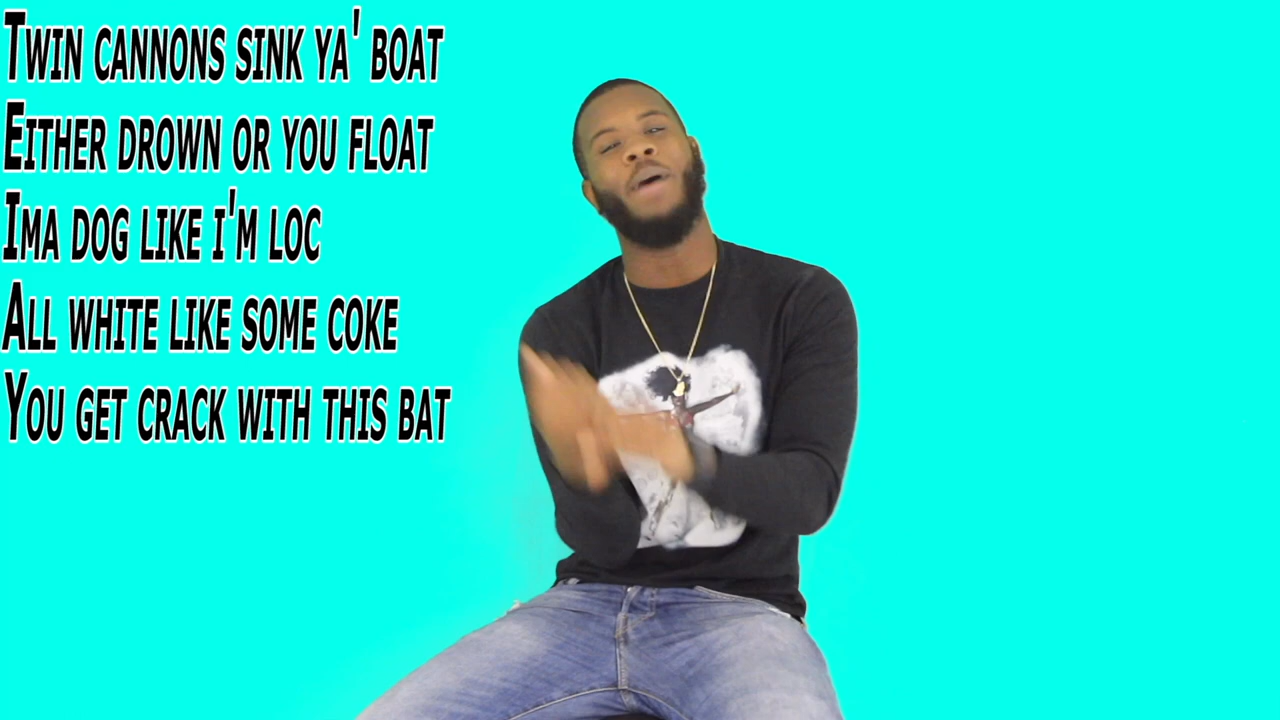 Twin cannons sink ya' boat
Either drown or you float
Ima dog like i'm loc
All white like some coke
You get crack with this bat